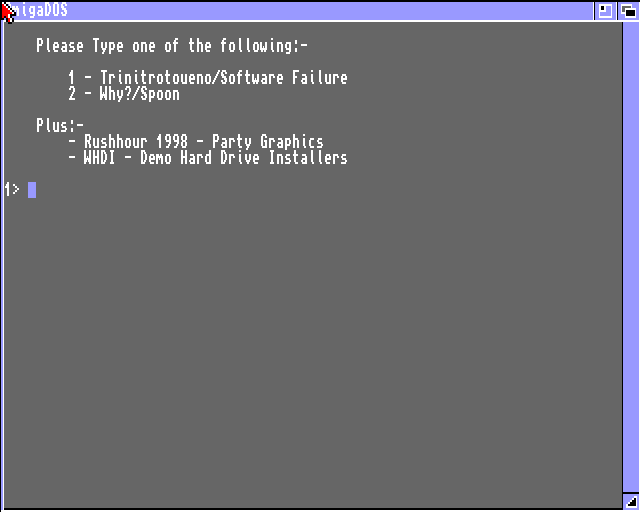 AmigaDOS
Please Type one of the following:-
1 - Trinitrotoueno/Software Failure
2 - Why?/Spoon
Plus:-
- Rushhour 1998 - Party Graphics
- WHDI - Demo Hard Drive Installers
1>